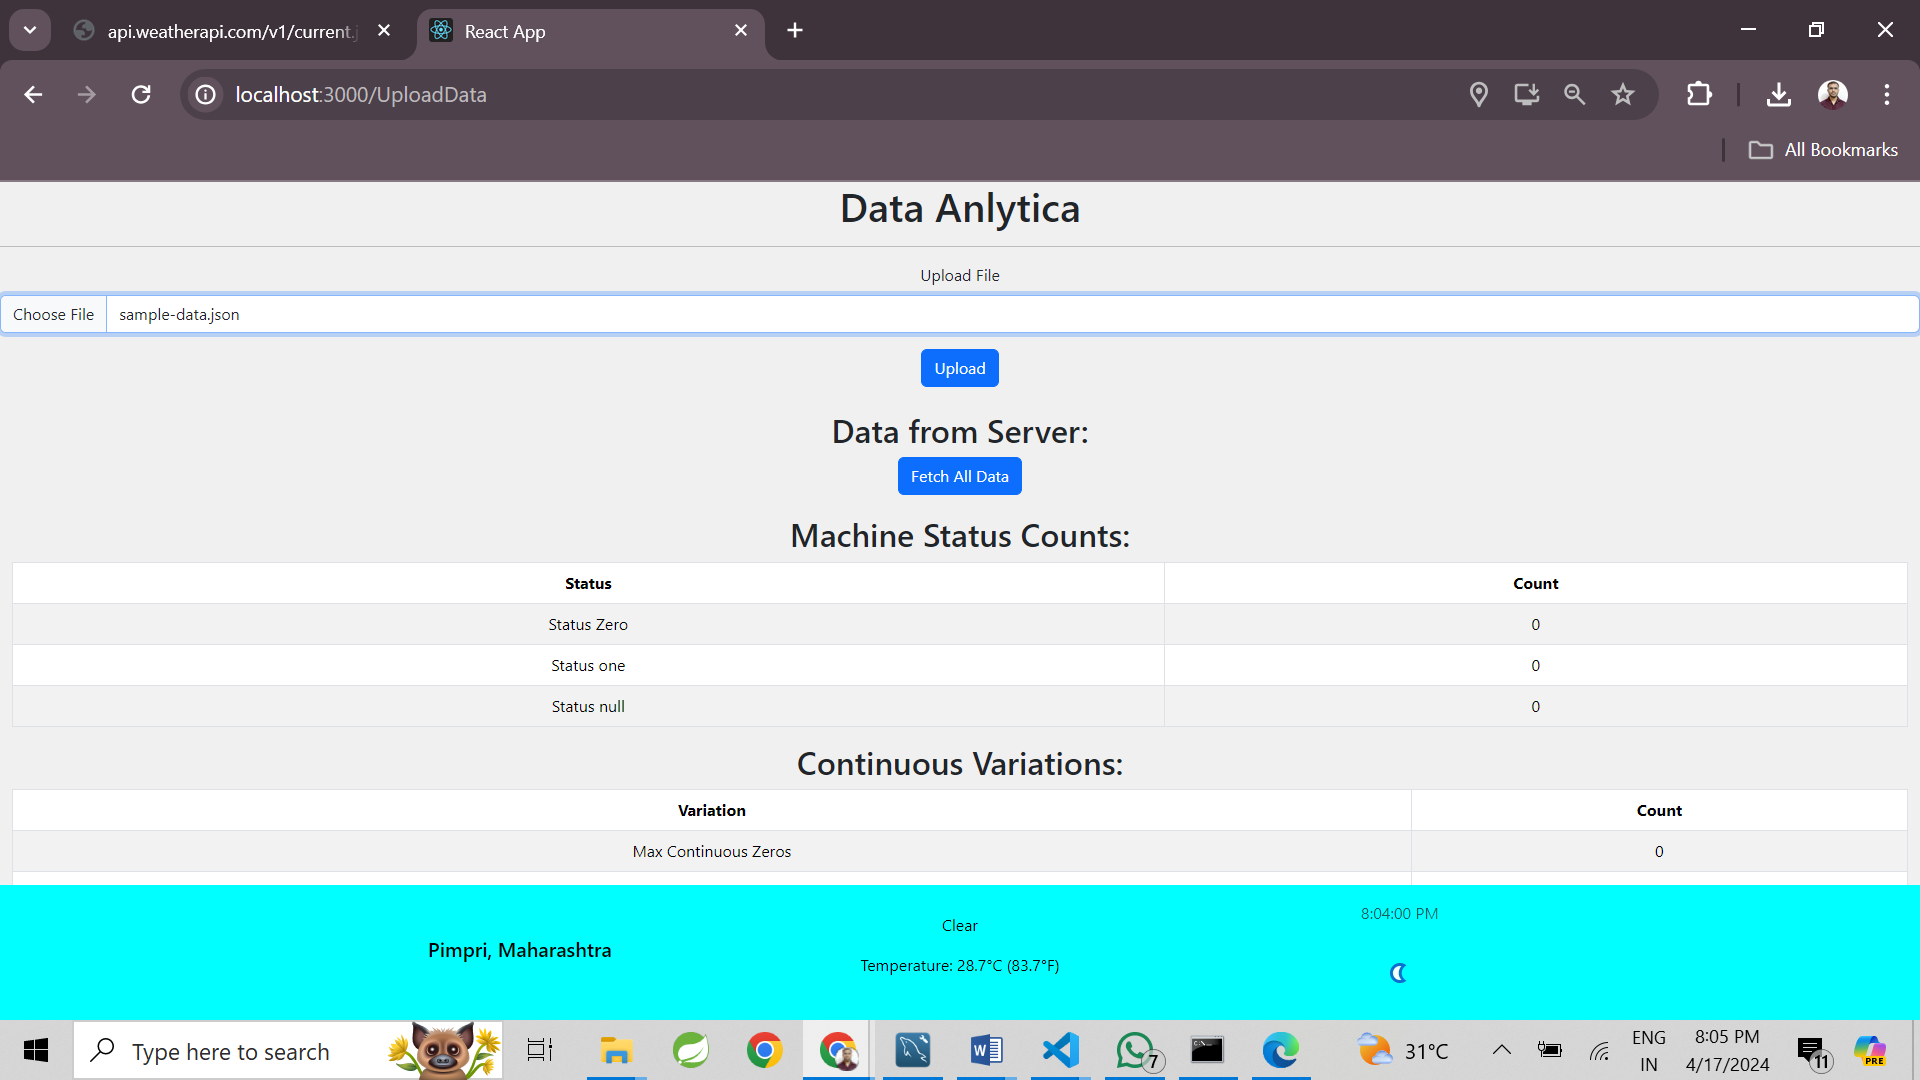 api.weatherapi.com/v1/current.j
React App
localhost:3000/UploadData
All Bookmarks
Data Anlytica
Upload File
Choose File sample-data.json
Upload
Data from Server:
Fetch All Data
Machine Status Counts:
Status Count
Status Zero 0
Status one 0
Status null 0
Continuous Variations:
Variation Count
Max Continuous Zeros 0
Pimpri, Maharashtra
Clear
Temperature: 28.7°C (83.7°F)
8:04:00 PM
Type here to search
7
31°C
ENG
IN
8:05 PM
4/17/2024
11
PRE